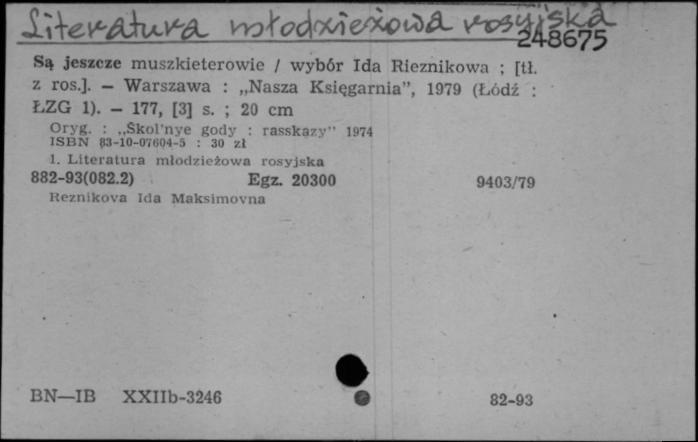 Literatura młodzieżowa rosyjska
248675
Są jeszcze muszkieterowie / wybór Ida Rieznikowa ; [tł.
z ros.]. — Warszawa : „Nasza Księgarnia”, 1979 (Łódź :
ŁZG 1). — 177, [3] s. ; 20 cm
Oryg. : „Škol'nye gody : rasskazy” 1974
ISBN 83-10-07604-5 : 30 zł
1. Literatura młodzieżowa rosyjska
882-93(082.2) Egz. 20300 9403/79
Reznikova Ida Maksimovna
BN—IB XXIIb-3246 82-93